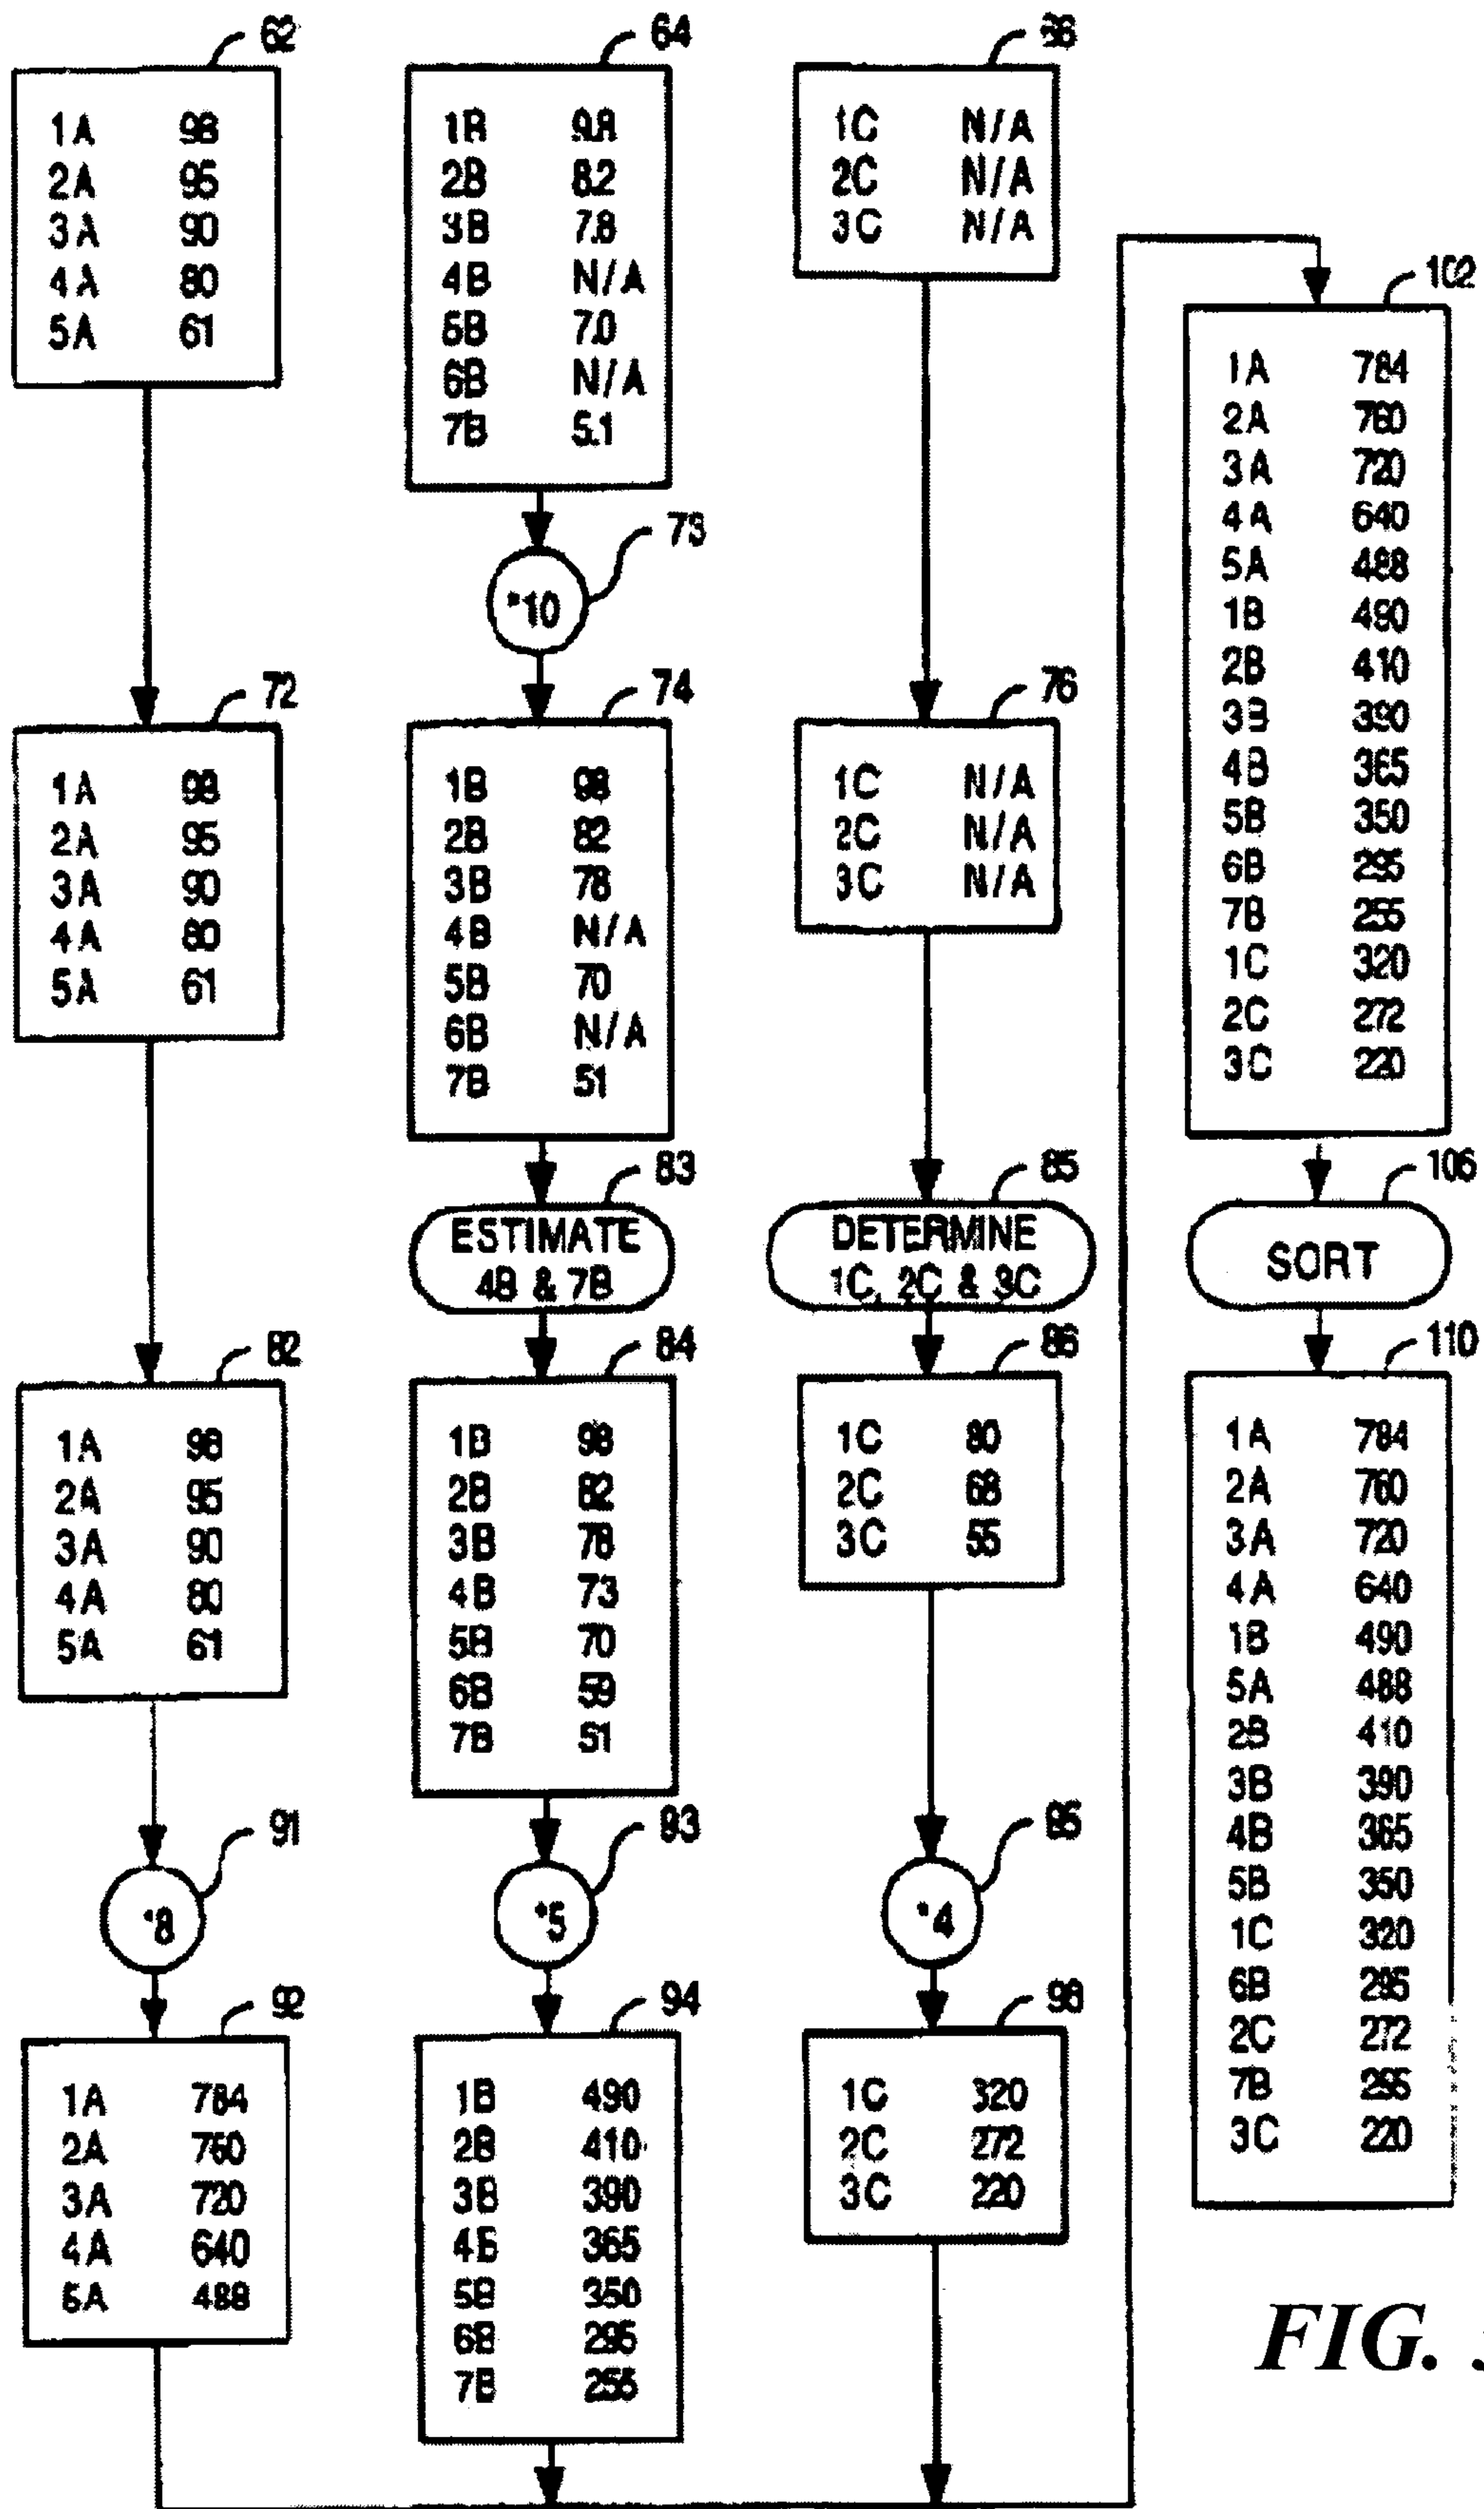 62
1A 98
2A 95
3A 90
4A 80
5A 61
64
1B 9.8
2B 8.2
3B 7.8
4B N/A
5B 7.0
6B N/A
7B 5.1
66
1C N/A
2C N/A
3C N/A
73
*10
72
1A 98
2A 95
3A 90
4A 80
5A 61
74
1B 98
2B 82
3B 78
4B N/A
5B 70
6B N/A
7B 51
76
1C N/A
2C N/A
3C N/A
83
ESTIMATE
4B & 7B
85
DETERMINE
1C, 2C & 3C
82
1A 98
2A 95
3A 90
4A 80
5A 61
84
1B 98
2B 82
3B 78
4B 73
5B 70
6B 59
7B 51
86
1C 80
2C 68
3C 55
91
*8
93
*5
95
*4
92
1A 784
2A 760
3A 720
4A 640
5A 488
94
1B 490
2B 410
3B 390
4B 365
5B 350
6B 295
7B 255
96
1C 320
2C 272
3C 220
102
1A 784
2A 760
3A 720
4A 640
5A 488
1B 490
2B 410
3B 390
4B 365
5B 350
6B 295
7B 255
1C 320
2C 272
3C 220
106
SORT
110
1A 784
2A 760
3A 720
4A 640
1B 490
5A 488
2B 410
3B 390
4B 365
5B 350
1C 320
6B 295
2C 272
7B 255
3C 220
FIG.